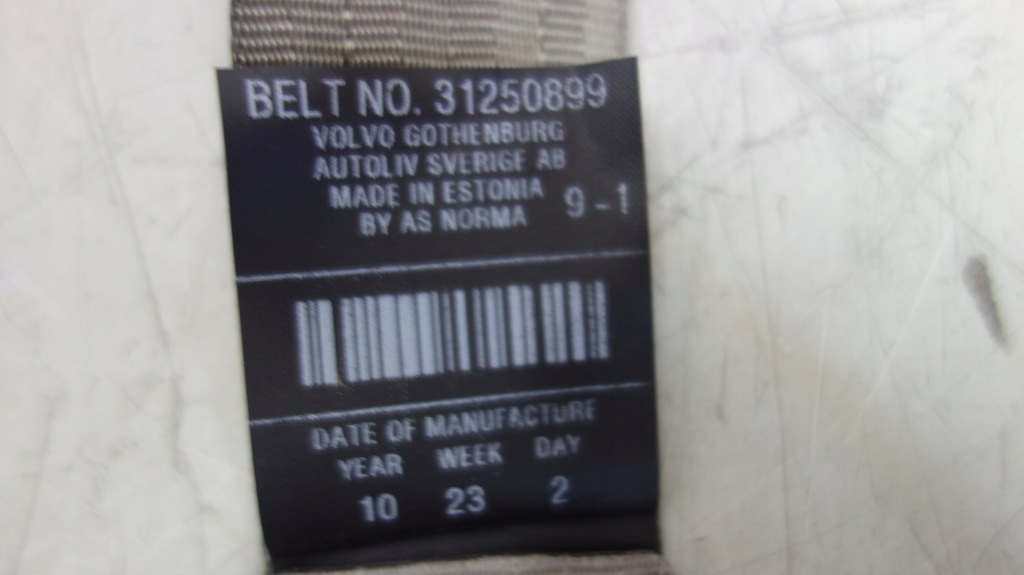 BELT NO. 31250899
VOLVO GOTHENBURG
AUTOLIV SVERIGE AB
MADE IN ESTONIA
BY AS NORMA
9-1
DATE OF MANUFACTURE
YEAR WEEK DAY
10 23 2